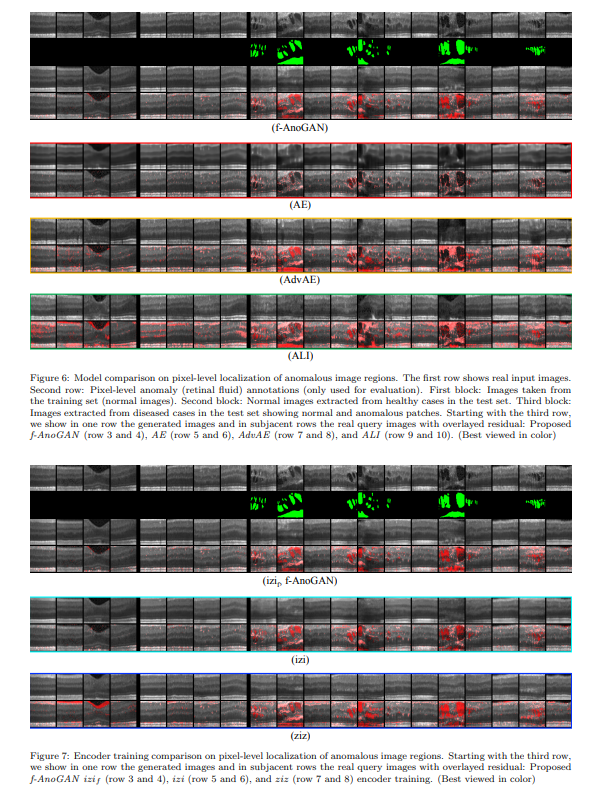 (f-AnoGAN)
(AE)
(AdvAE)
(ALI)
Figure 6: Model comparison on pixel-level localization of anomalous image regions. The first row shows real input images.
Second row: Pixel-level anomaly (retinal fluid) annotations (only used for evaluation). First block: Images taken from
the training set (normal images). Second block: Normal images extracted from healthy cases in the test set. Third block:
Images extracted from diseased cases in the test set showing normal and anomalous patches. Starting with the third row,
we show in one row the generated images and in subjacent rows the real query images with overlayed residual: Proposed
f-AnoGAN (row 3 and 4), AE (row 5 and 6), AdvAE (row 7 and 8), and ALI (row 9 and 10). (Best viewed in color)
(izif, f-AnoGAN)
(izi)
(ziz)
Figure 7: Encoder training comparison on pixel-level localization of anomalous image regions. Starting with the third row,
we show in one row the generated images and in subjacent rows the real query images with overlayed residual: Proposed
f-AnoGAN izif (row 3 and 4), izi (row 5 and 6), and ziz (row 7 and 8) encoder training. (Best viewed in color)